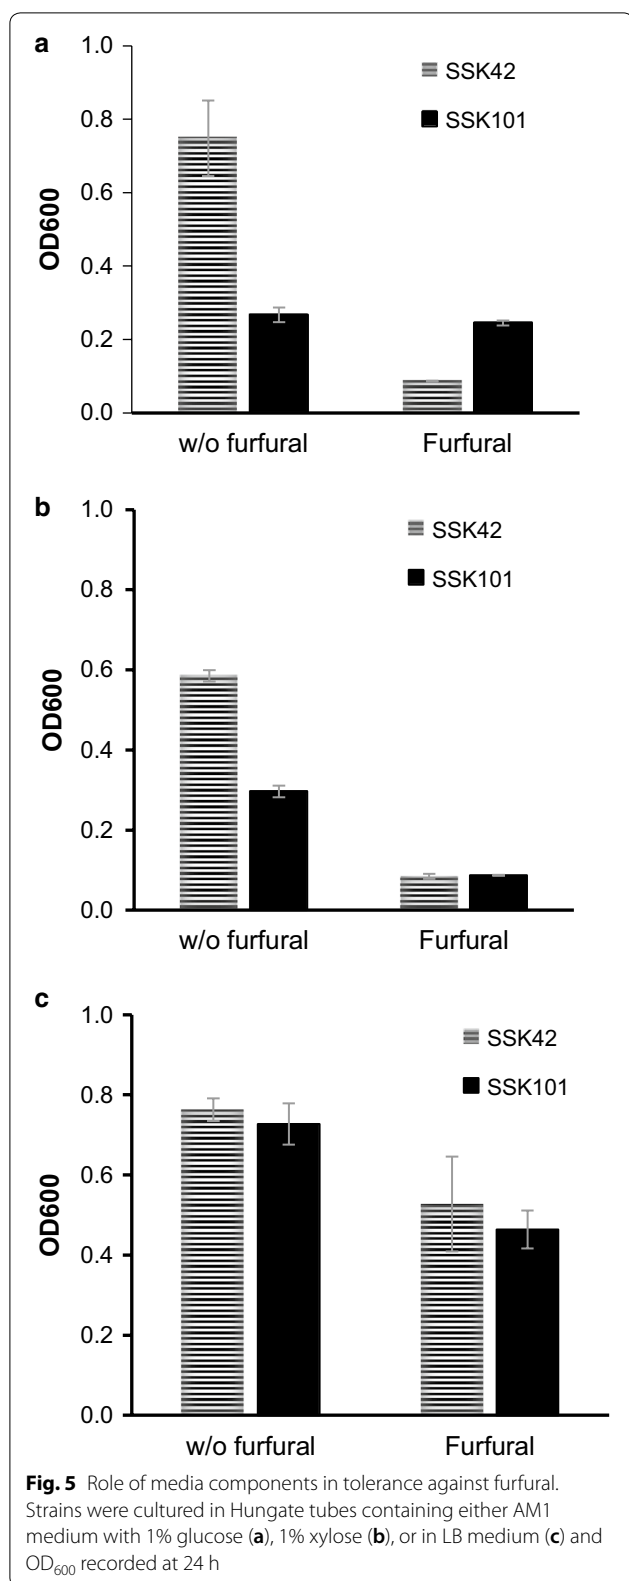 a
1.0
SSK42
0.8
SSK101
0.6
OD600
0.4
0.2
0.0
w/o furfural Furfural
b
1.0
SSK42
0.8
SSK101
0.6
OD600
0.4
0.2
0.0
w/o furfural Furfural
c
1.0
SSK42
0.8
SSK101
0.6
OD600
0.4
0.2
0.0
w/o furfural Furfural
Fig. 5 Role of media components in tolerance against furfural.
Strains were cultured in Hungate tubes containing either AM1
medium with 1% glucose (a), 1% xylose (b), or in LB medium (c) and
OD600 recorded at 24 h